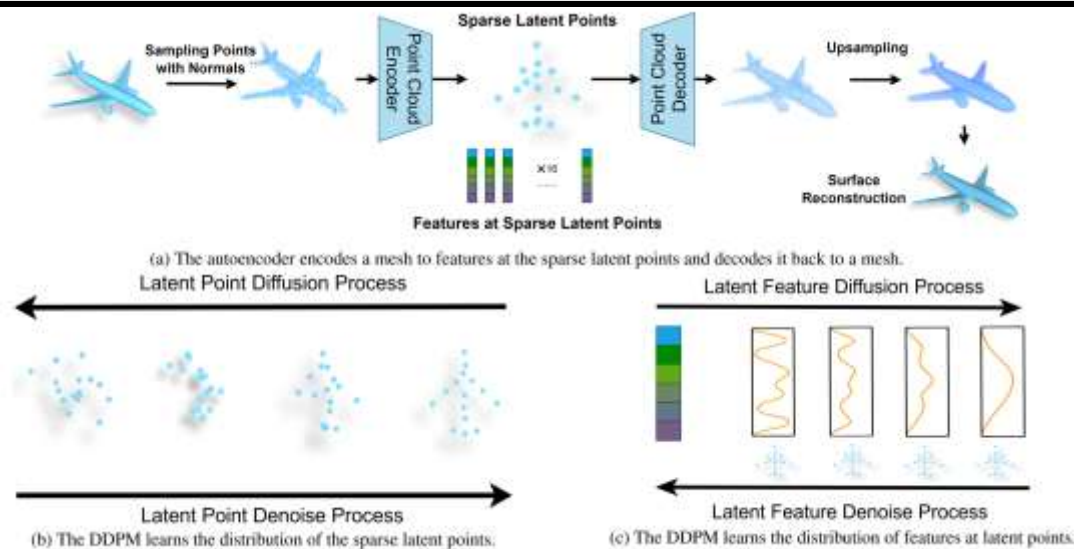 Sparse Latent Points
Sampling Points
with Normals
Point Cloud
Encoder
Point Cloud
Decoder
Upsampling
×16
Surface
Reconstruction
Features at Sparse Latent Points
(a) The autoencoder encodes a mesh to features at the sparse latent points and decodes it back to a mesh.
Latent Point Diffusion Process
Latent Point Denoise Process
(b) The DDPM learns the distribution of the sparse latent points.
Latent Feature Diffusion Process
Latent Feature Denoise Process
(c) The DDPM learns the distribution of features at latent points.